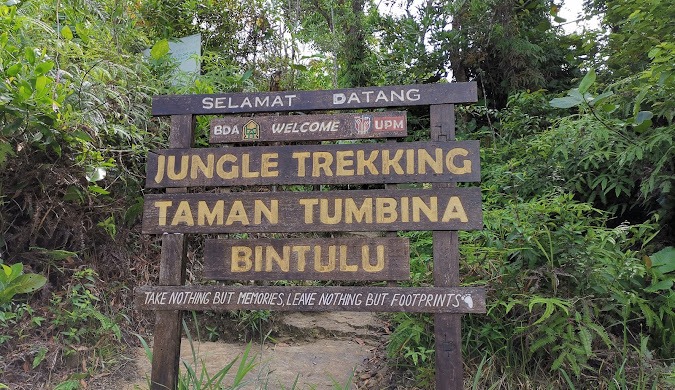 SELAMAT DATANG
BDA WELCOME UPM
JUNGLE TREKKING
TAMAN TUMBINA
BINTULU
TAKE NOTHING BUT MEMORIES, LEAVE NOTHING BUT FOOTPRINTS